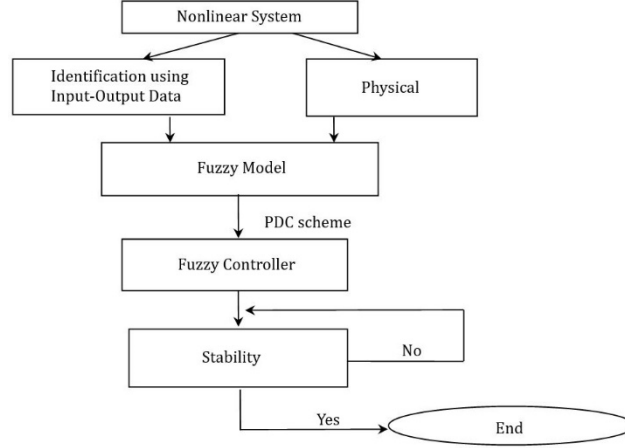 Nonlinear System
Identification using
Input-Output Data
Physical
Fuzzy Model
PDC scheme
Fuzzy Controller
Stability
No
Yes
End